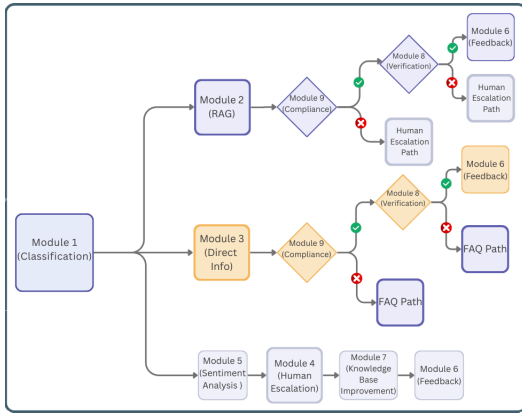 Module 1
(Classification)
Module 2
(RAG)
Module 9
(Compliance)
Module 8
(Verification)
Module 6
(Feedback)
Human
Escalation
Path
Human
Escalation
Path
Module 3
(Direct
Info)
Module 9
(Compliance)
Module 8
(Verification)
Module 6
(Feedback)
FAQ Path
FAQ Path
Module 5
(Sentiment
Analysis )
Module 4
(Human
Escalation)
Module 7
(Knowledge
Base
Improvement)
Module 6
(Feedback)